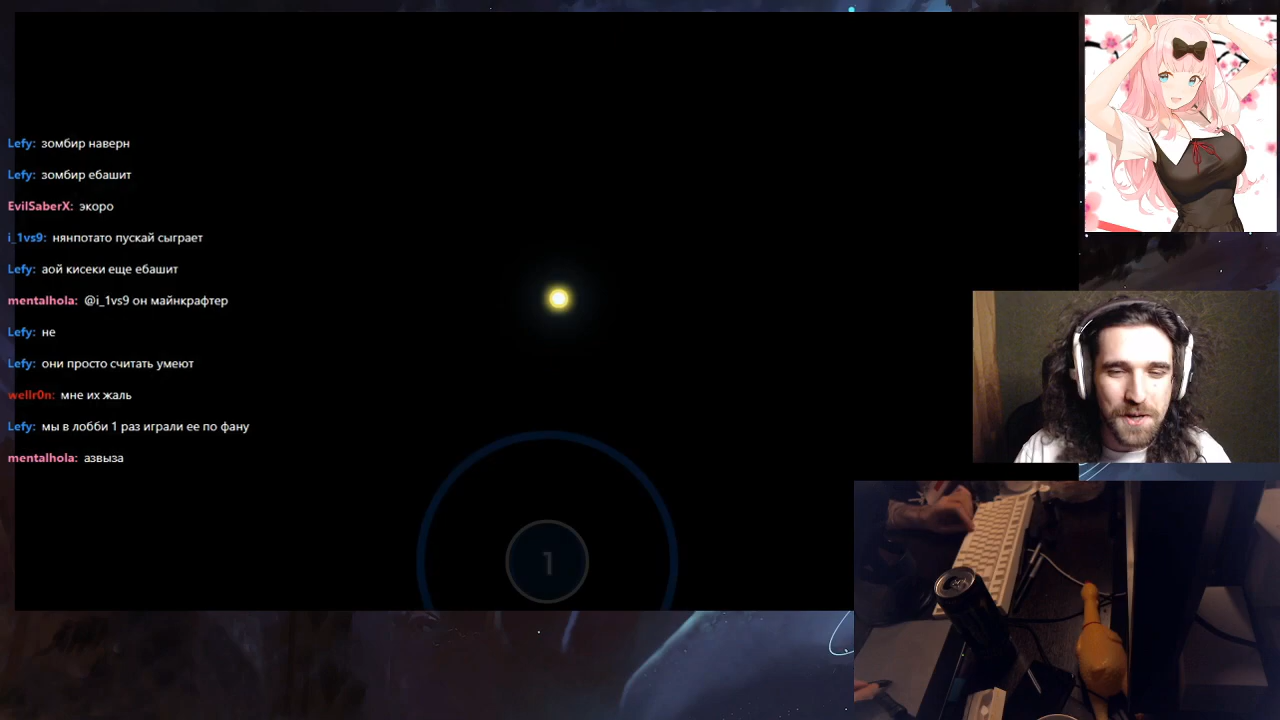 Lefy: зомбир наверн
Lefy: зомбир ебашит
EvilSaberX: экоро
i_1vs9: нянпотато пускай сыграет
Lefy: аой кисеки еще ебашит
mentalhola: @i_1vs9 он майнкрафтер
Lefy: не
Lefy: они просто считать умеют
wellr0n: мне их жаль
Lefy: мы в лобби 1 раз играли ее по фану
mentalhola: азвыза
1